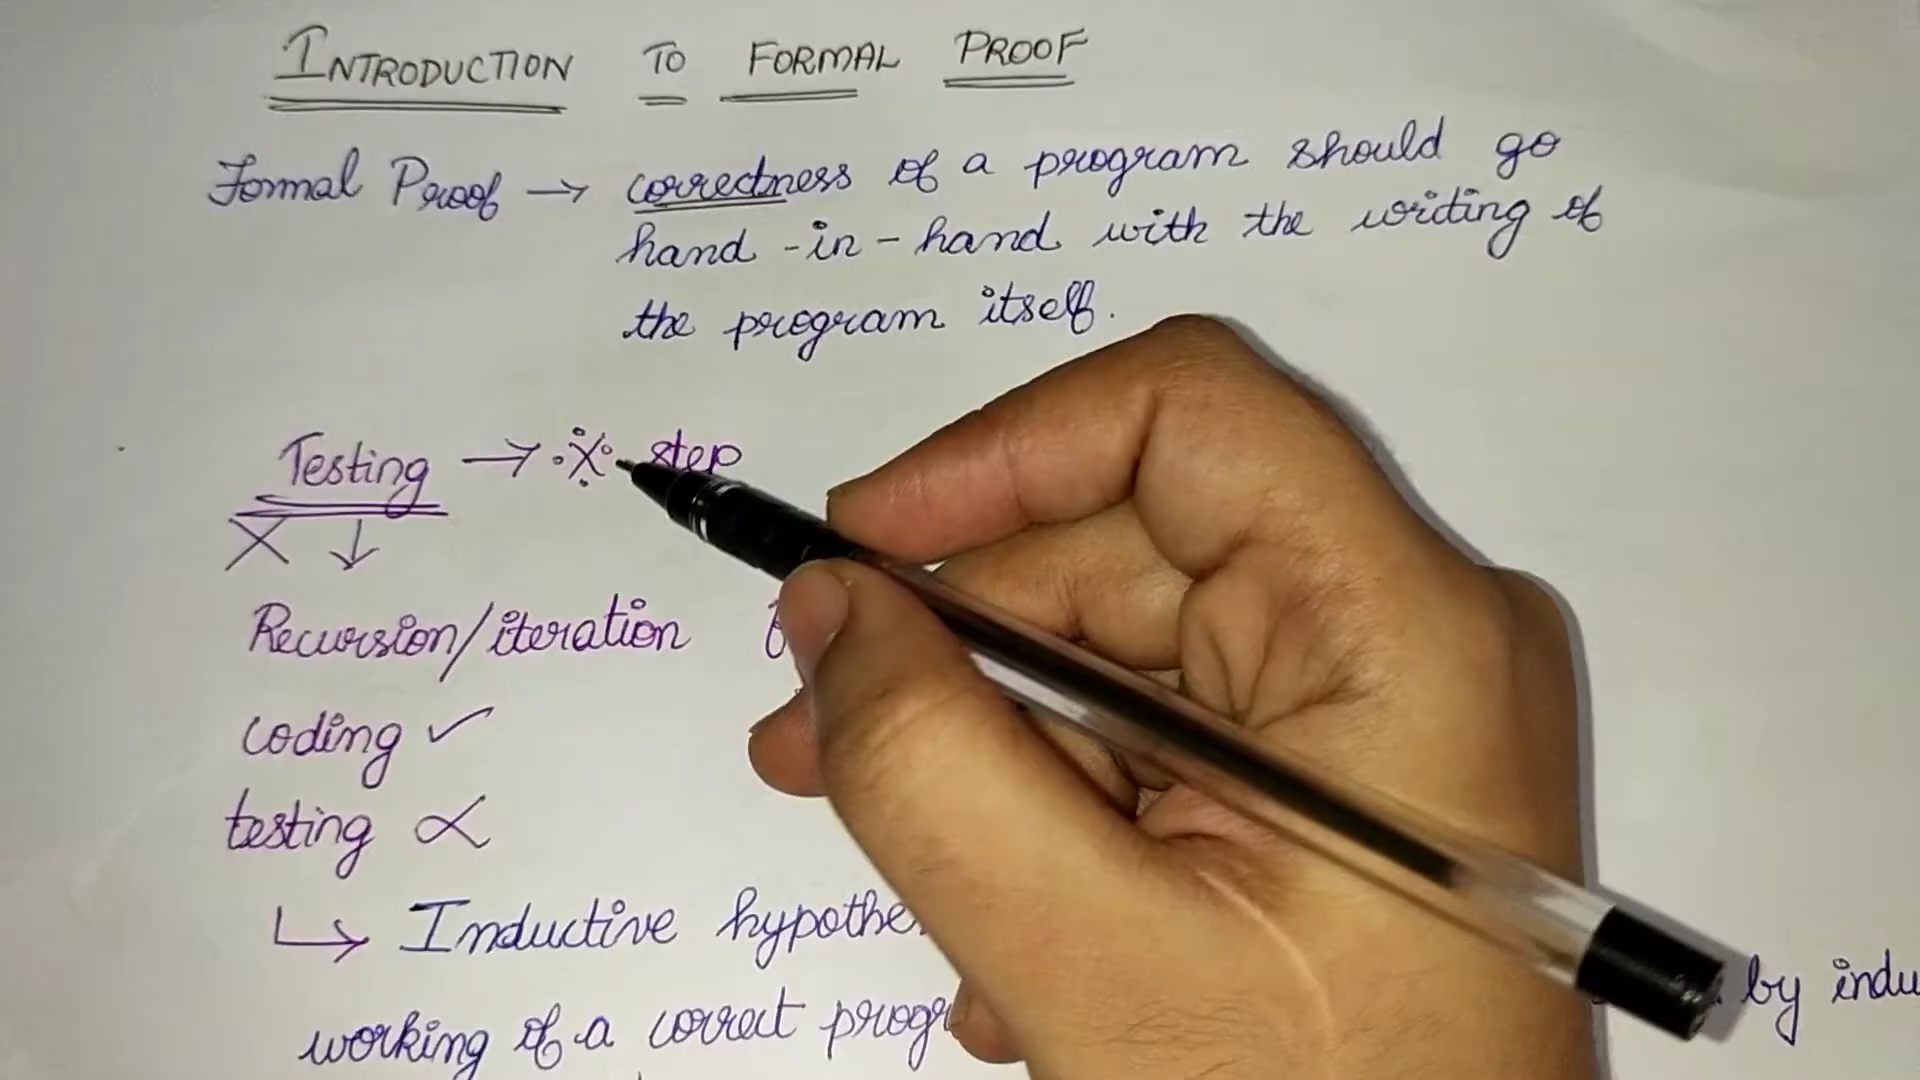 INTRODUCTION TO FORMAL PROOF
Formal Proof → correctness of a program should go
hand-in-hand with the writing of
the program itself.
Testing → step
Recursion/iteration
coding ✓
testing
↳ Inductive
by
working of a correct